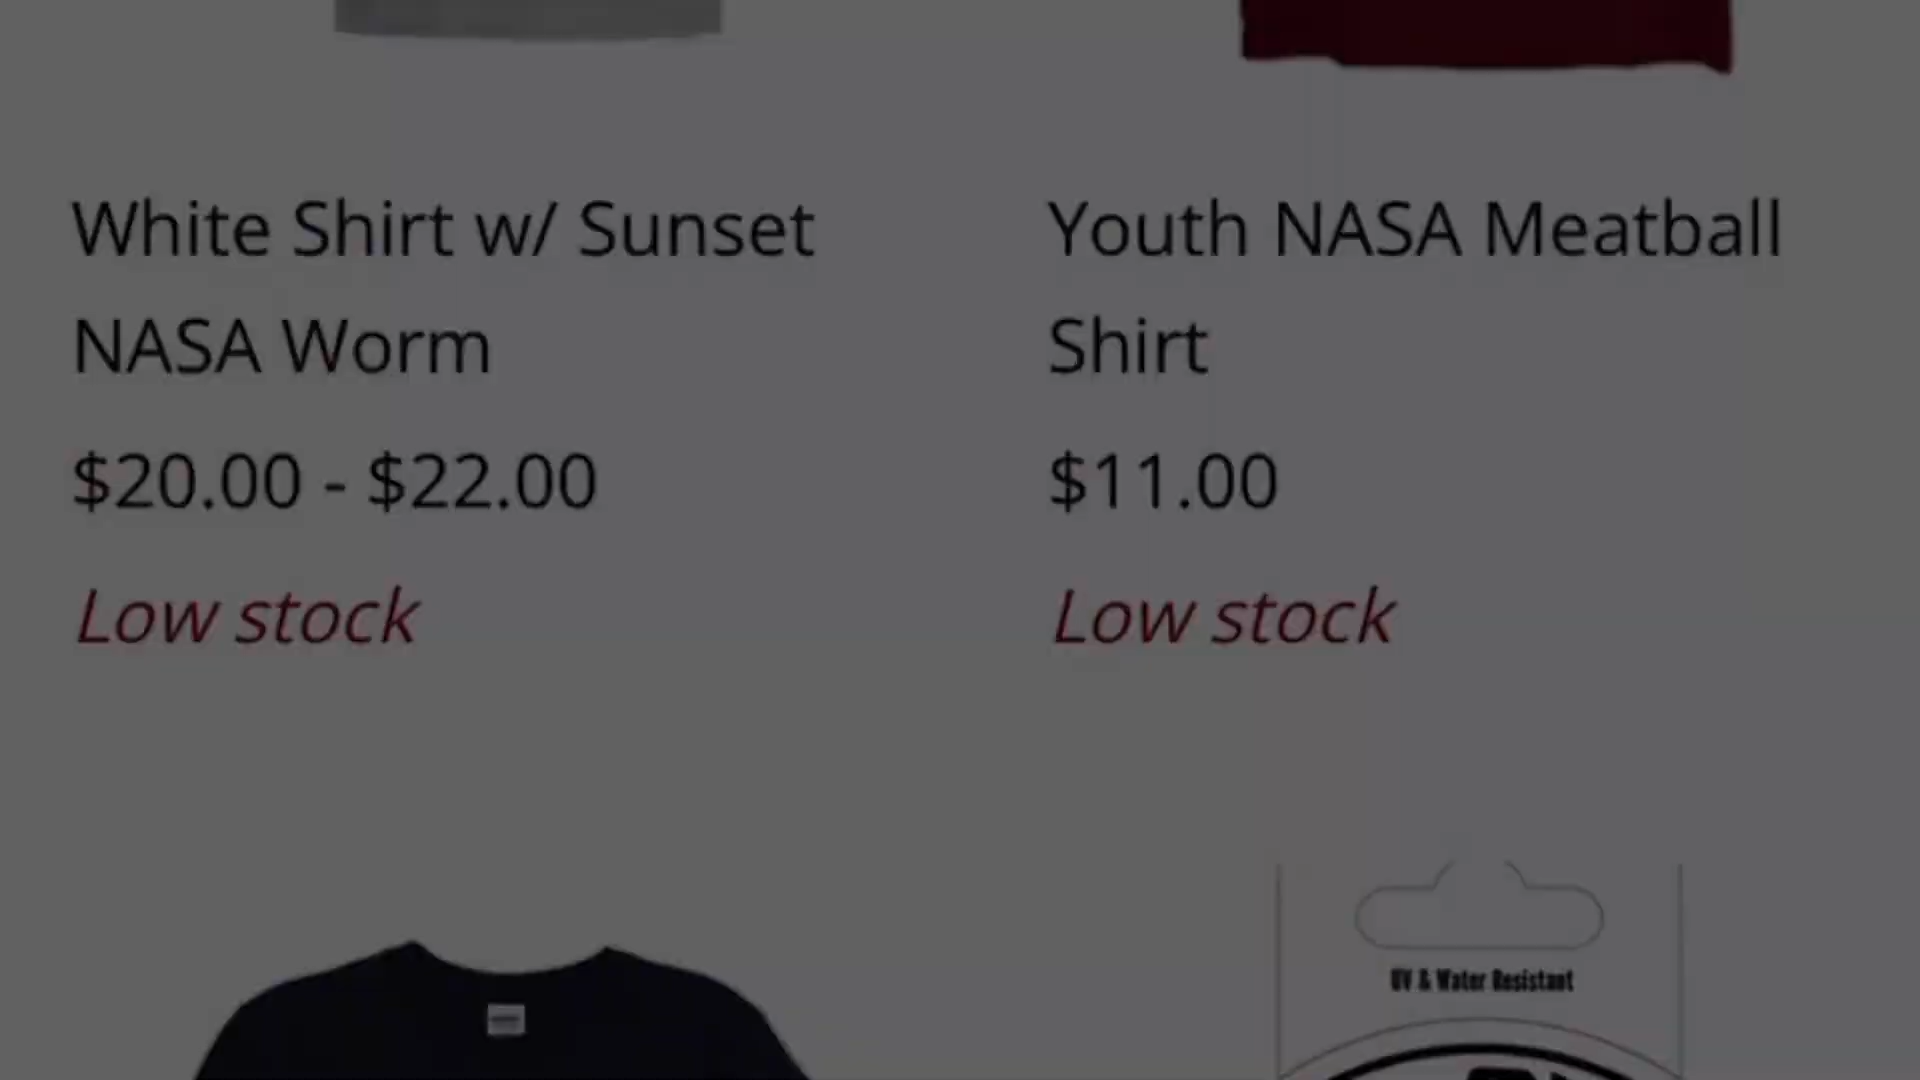 White Shirt w/ Sunset
NASA Worm
$20.00 - $22.00
Low stock
Youth NASA Meatball
Shirt
$11.00
Low stock
UV & Water Resistant